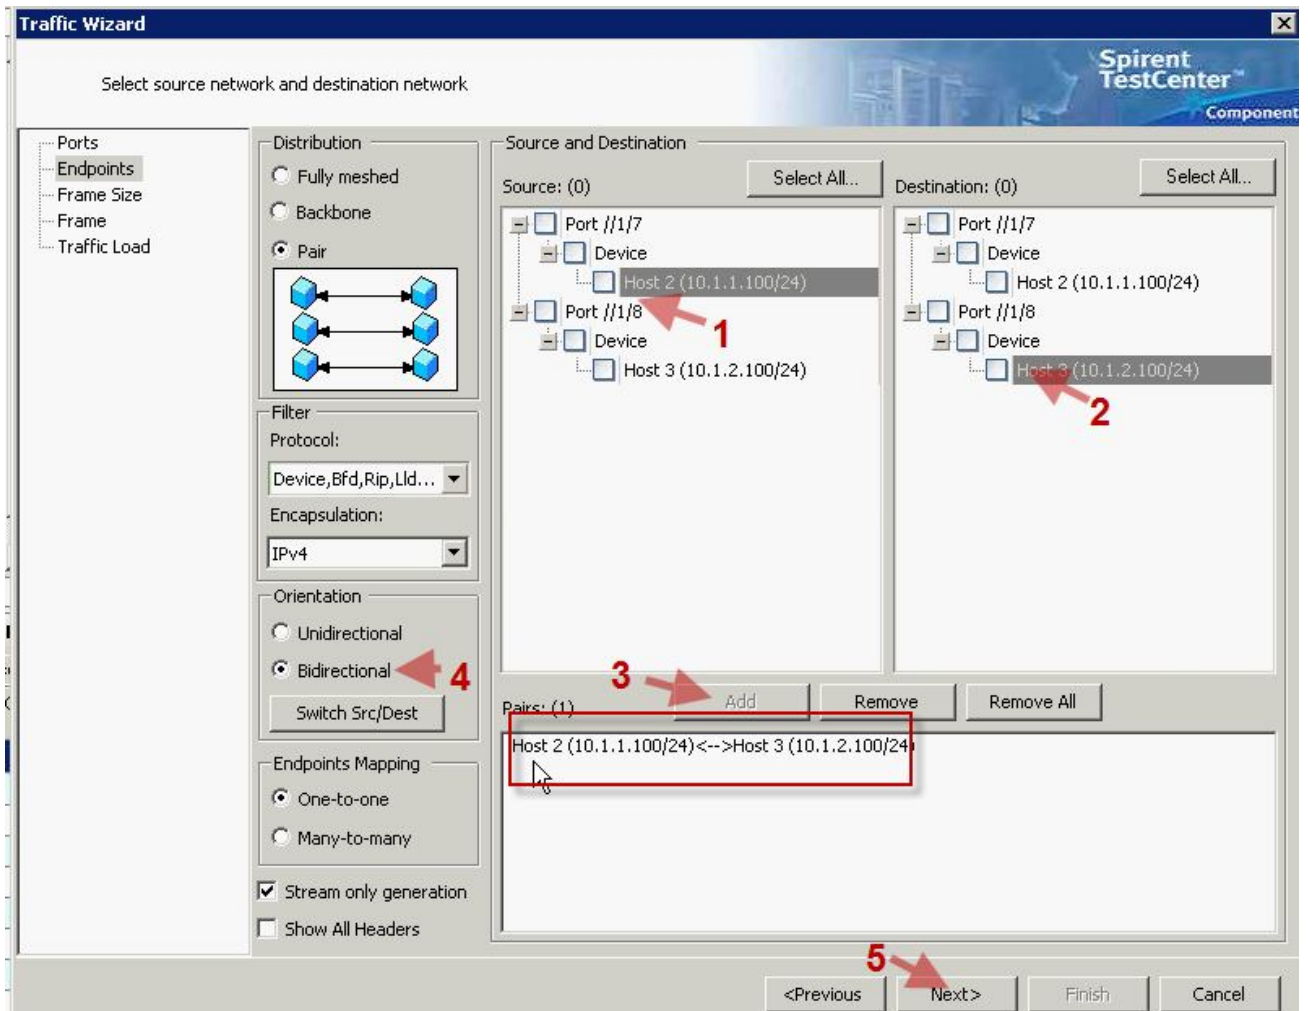 Traffic Wizard
Select source network and destination network
Spirent
TestCenter™
Component
Ports
Endpoints
Frame Size
Frame
Traffic Load
Distribution
Fully meshed
Backbone
Pair
Filter
Protocol:
Device,Bfd,Rip,Lld...
Encapsulation:
IPv4
Orientation
Unidirectional
Bidirectional
4
Switch Src/Dest
Endpoints Mapping
One-to-one
Many-to-many
Stream only generation
Show All Headers
Source and Destination
Source: (0)
Select All...
Port //1/7
Device
Host 2 (10.1.1.100/24)
1
Port //1/8
Device
Host 3 (10.1.2.100/24)
Destination: (0)
Select All...
Port //1/7
Device
Host 2 (10.1.1.100/24)
Port //1/8
Device
Host 3 (10.1.2.100/24)
2
3
Pairs: (1)
Add
Remove
Remove All
Host 2 (10.1.1.100/24)<-->Host 3 (10.1.2.100/24)
5
<Previous
Next>
Finish
Cancel